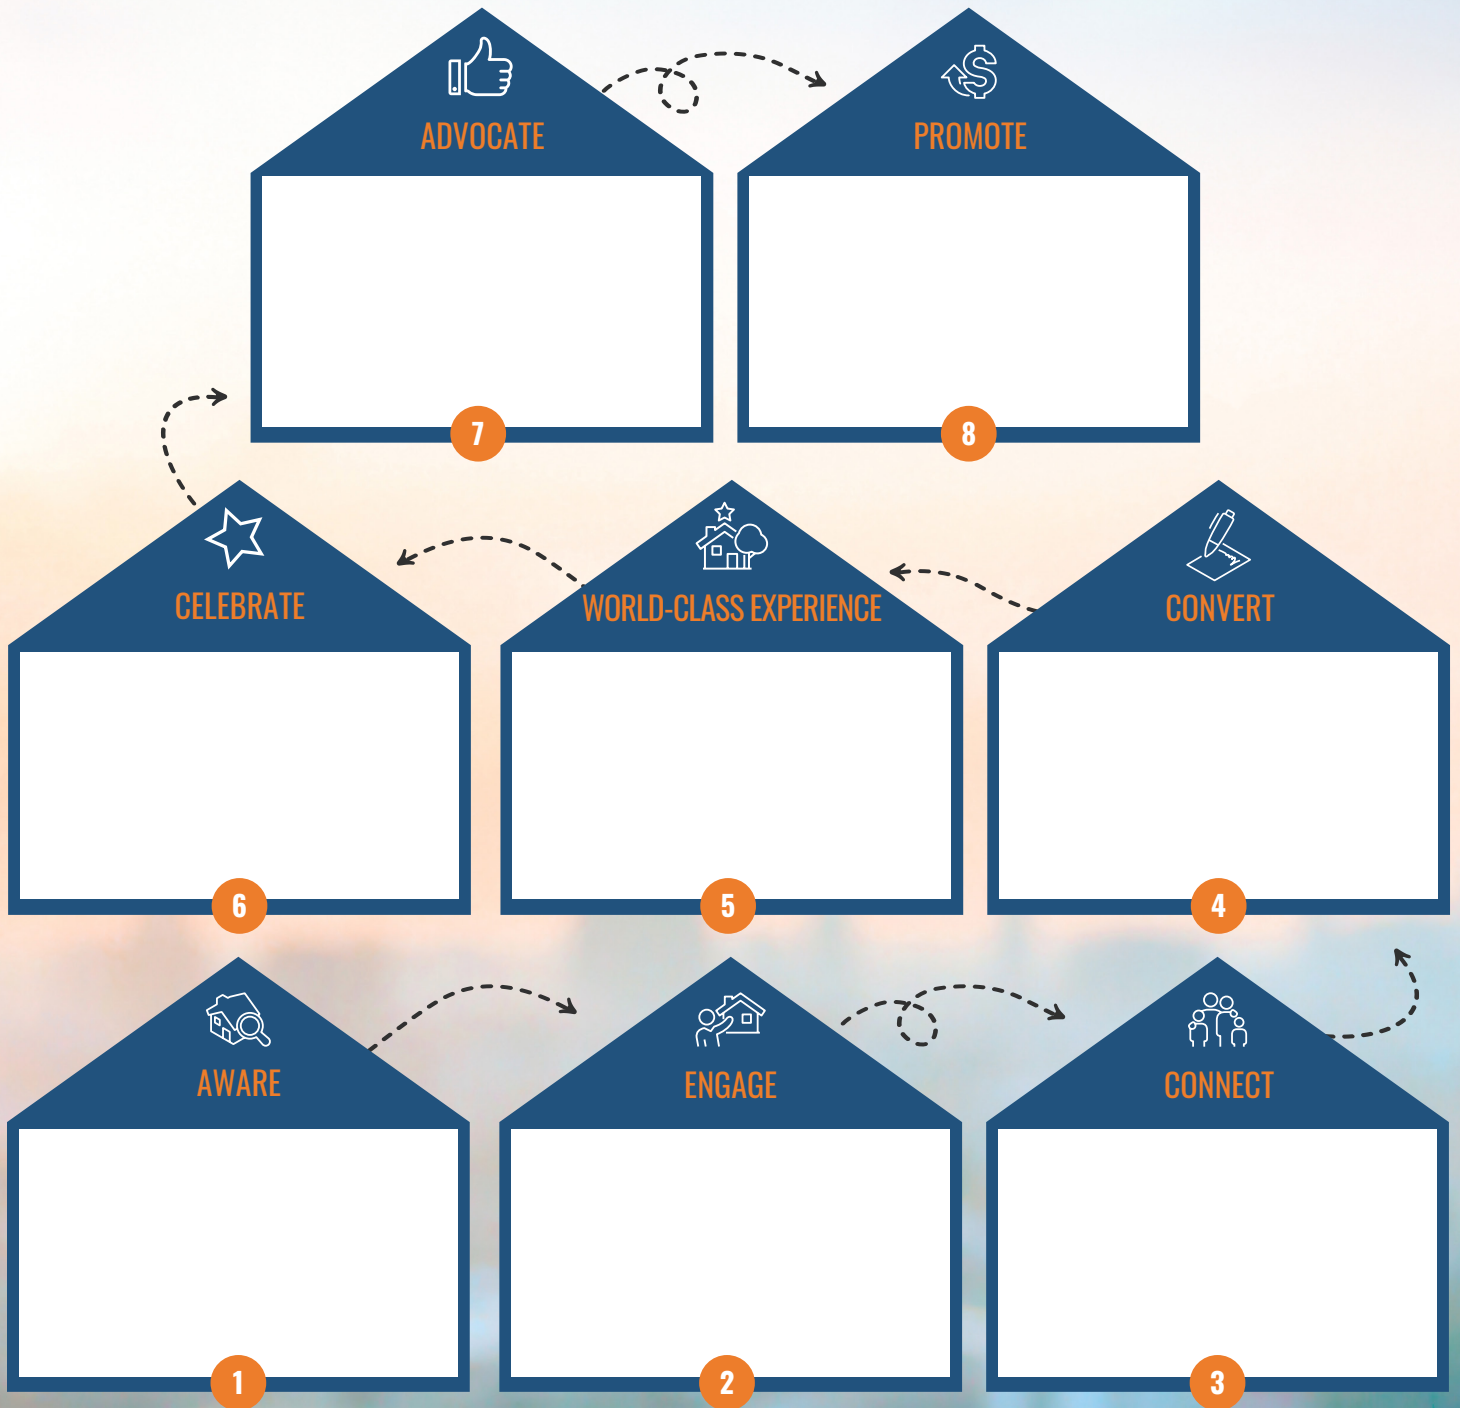 ADVOCATE
PROMOTE
7
8
CELEBRATE
WORLD-CLASS EXPERIENCE
CONVERT
6
5
4
AWARE
ENGAGE
CONNECT
1
2
3